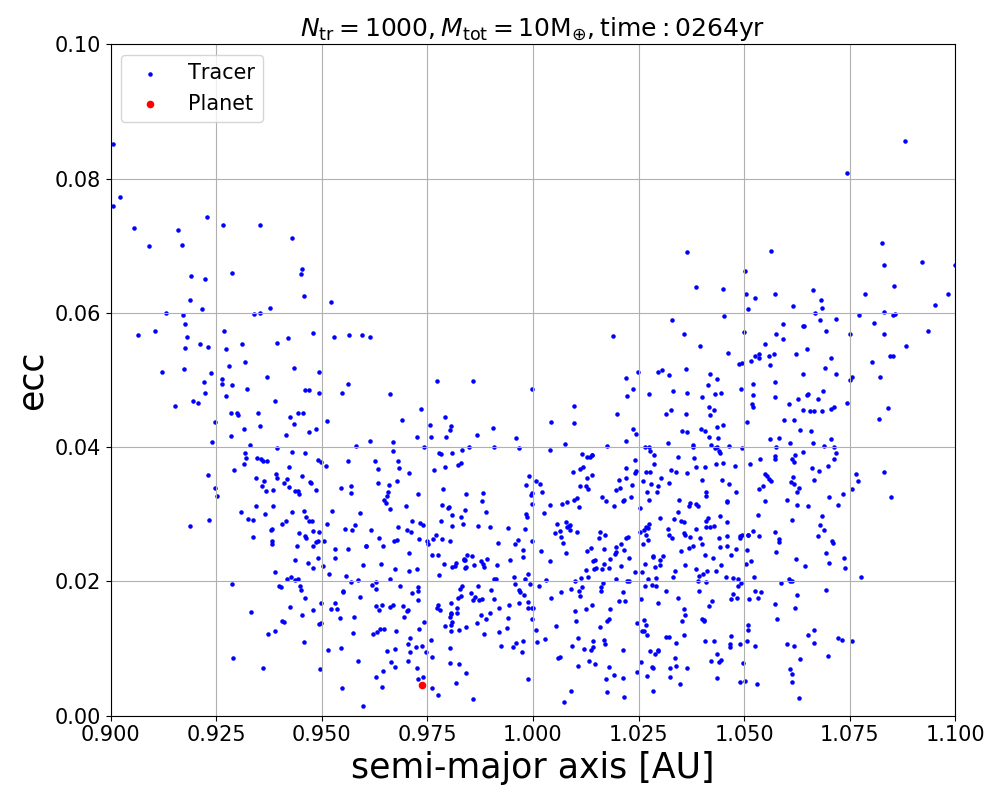 N_tr = 1000, M_tot = 10M_⊕, time : 0264yr
Tracer
Planet
ecc
0.10
0.08
0.06
0.04
0.02
0.00
0.900 0.925 0.950 0.975 1.000 1.025 1.050 1.075 1.100
semi-major axis [AU]